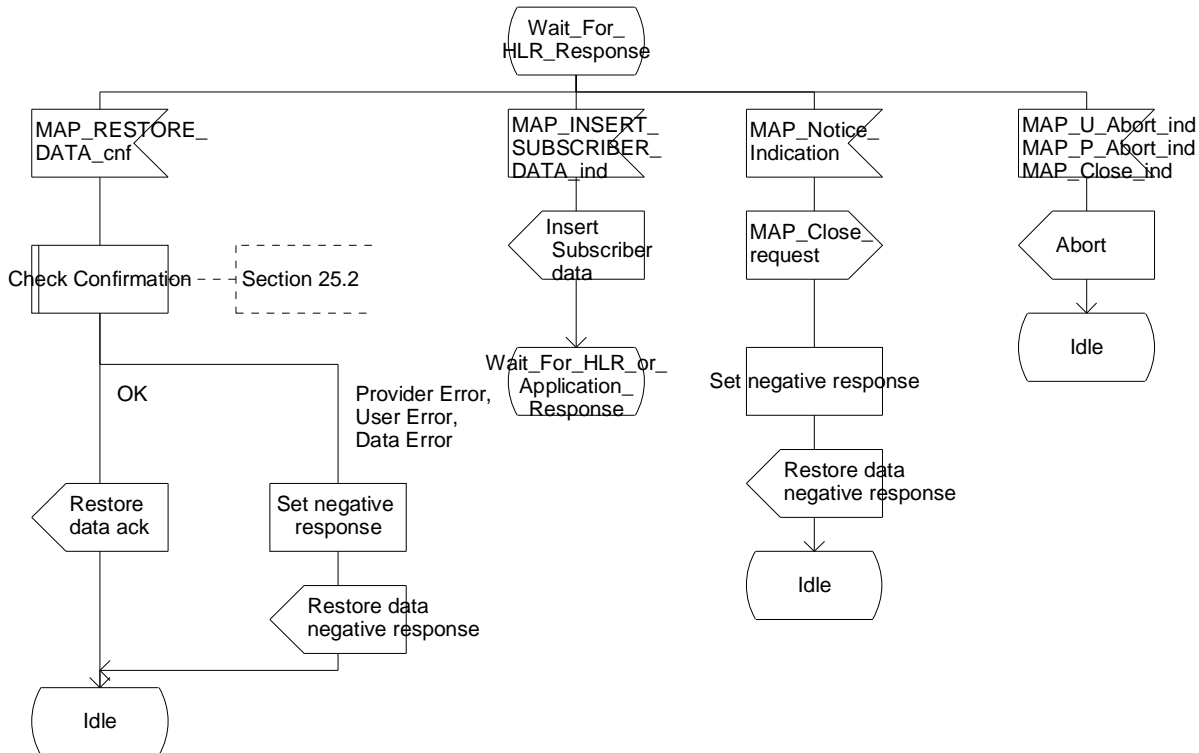 Wait_For_
HLR_Response
MAP_RESTORE_
DATA_cnf
MAP_INSERT_
SUBSCRIBER_
DATA_ind
MAP_Notice_
Indication
MAP_U_Abort_ind
MAP_P_Abort_ind
MAP_Close_ind
Check Confirmation
Section 25.2
Insert
Subscriber
data
MAP_Close_
request
Abort
OK
Provider Error,
User Error,
Data Error
Wait_For_HLR_or_
Application_
Response
Set negative response
Idle
Restore
data ack
Set negative
response
Restore data
negative response
Restore data
negative response
Idle
Idle